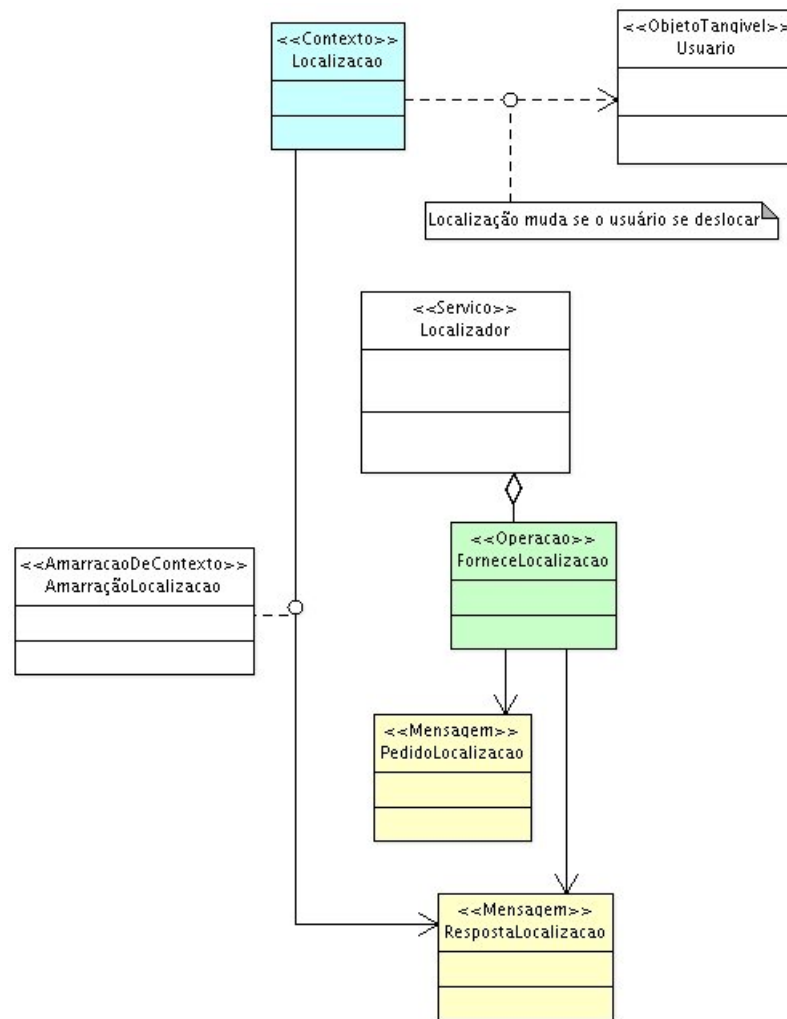 <<Contexto>>
Localizacao
<<ObjetoTangivel>>
Usuario
Localização muda se o usuário se deslocar
<<Servico>>
Localizador
<<Operacao>>
ForneceLocalizacao
<<AmarracaoDeContexto>>
AmarraçãoLocalizacao
<<Mensagem>>
PedidoLocalizacao
<<Mensagem>>
RespostaLocalizacao